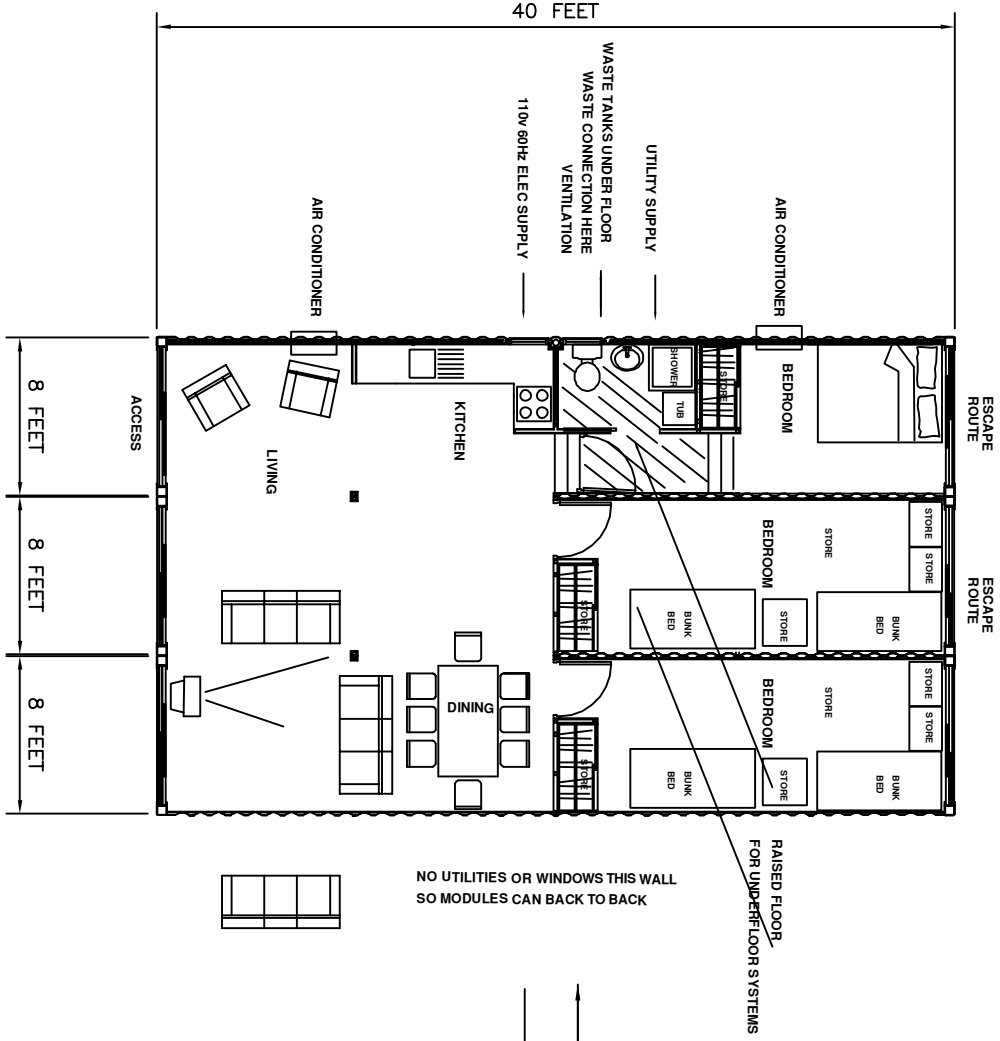 40 FEET
WASTE TANKS UNDER FLOOR
WASTE CONNECTION HERE
VENTILATION
110v 60Hz ELEC SUPPLY
UTILITY SUPPLY
AIR CONDITIONER
AIR CONDITIONER
8 FEET
8 FEET
8 FEET
ACCESS
ESCAPE
ROUTE
ESCAPE
ROUTE
LIVING
KITCHEN
SHOWER
TUB
STORE
BEDROOM
STORE
BEDROOM
STORE
STORE
STORE
BUNK
BED
STORE
BUNK
BED
DINING
STORE
BEDROOM
STORE
STORE
STORE
BUNK
BED
STORE
BUNK
BED
NO UTILITIES OR WINDOWS THIS WALL
SO MODULES CAN BACK TO BACK
RAISED FLOOR
FOR UNDERFLOOR SYSTEMS